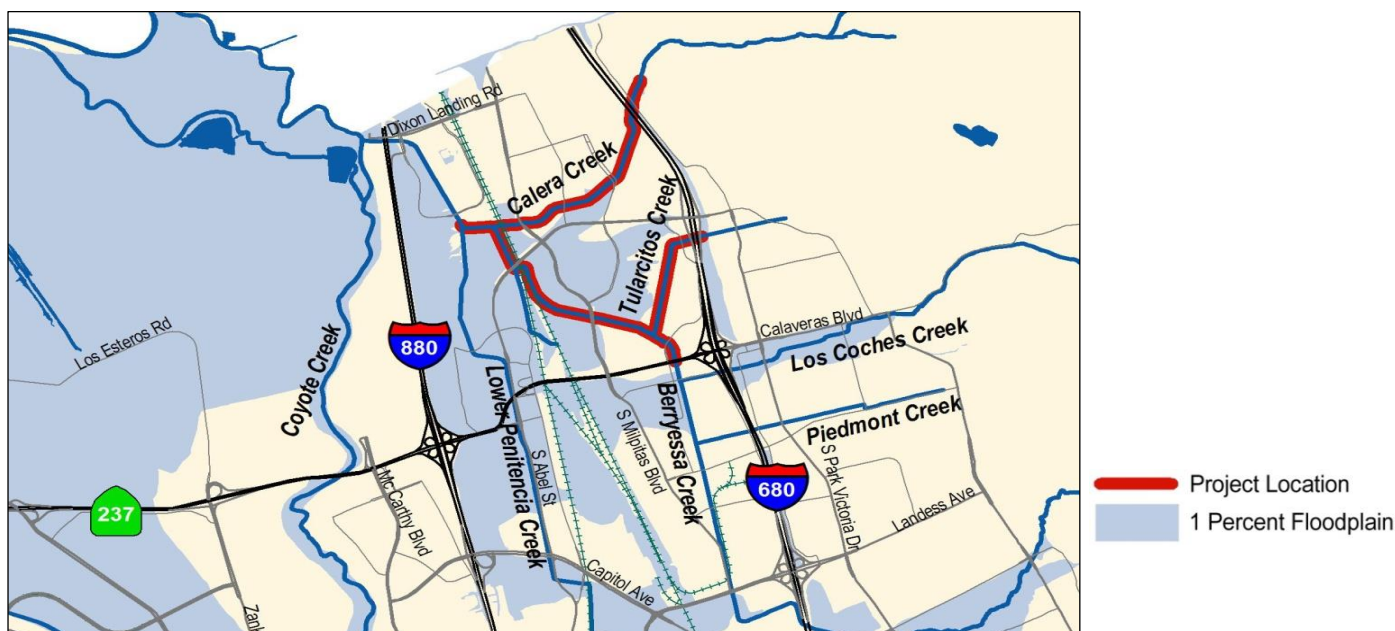 Dixon Landing Rd
Calera Creek
Tularcitos Creek
Los Esteros Rd
Coyote Creek
880
Calaveras Blvd
Los Coches Creek
Lower Penitencia Creek
S Abel St
S Milpitas Blvd
Berryessa Creek
Piedmont Creek
S Park Victoria Dr
237
McCarthy Blvd
680
Landess Ave
Capitol Ave
Zank
Project Location
1 Percent Floodplain